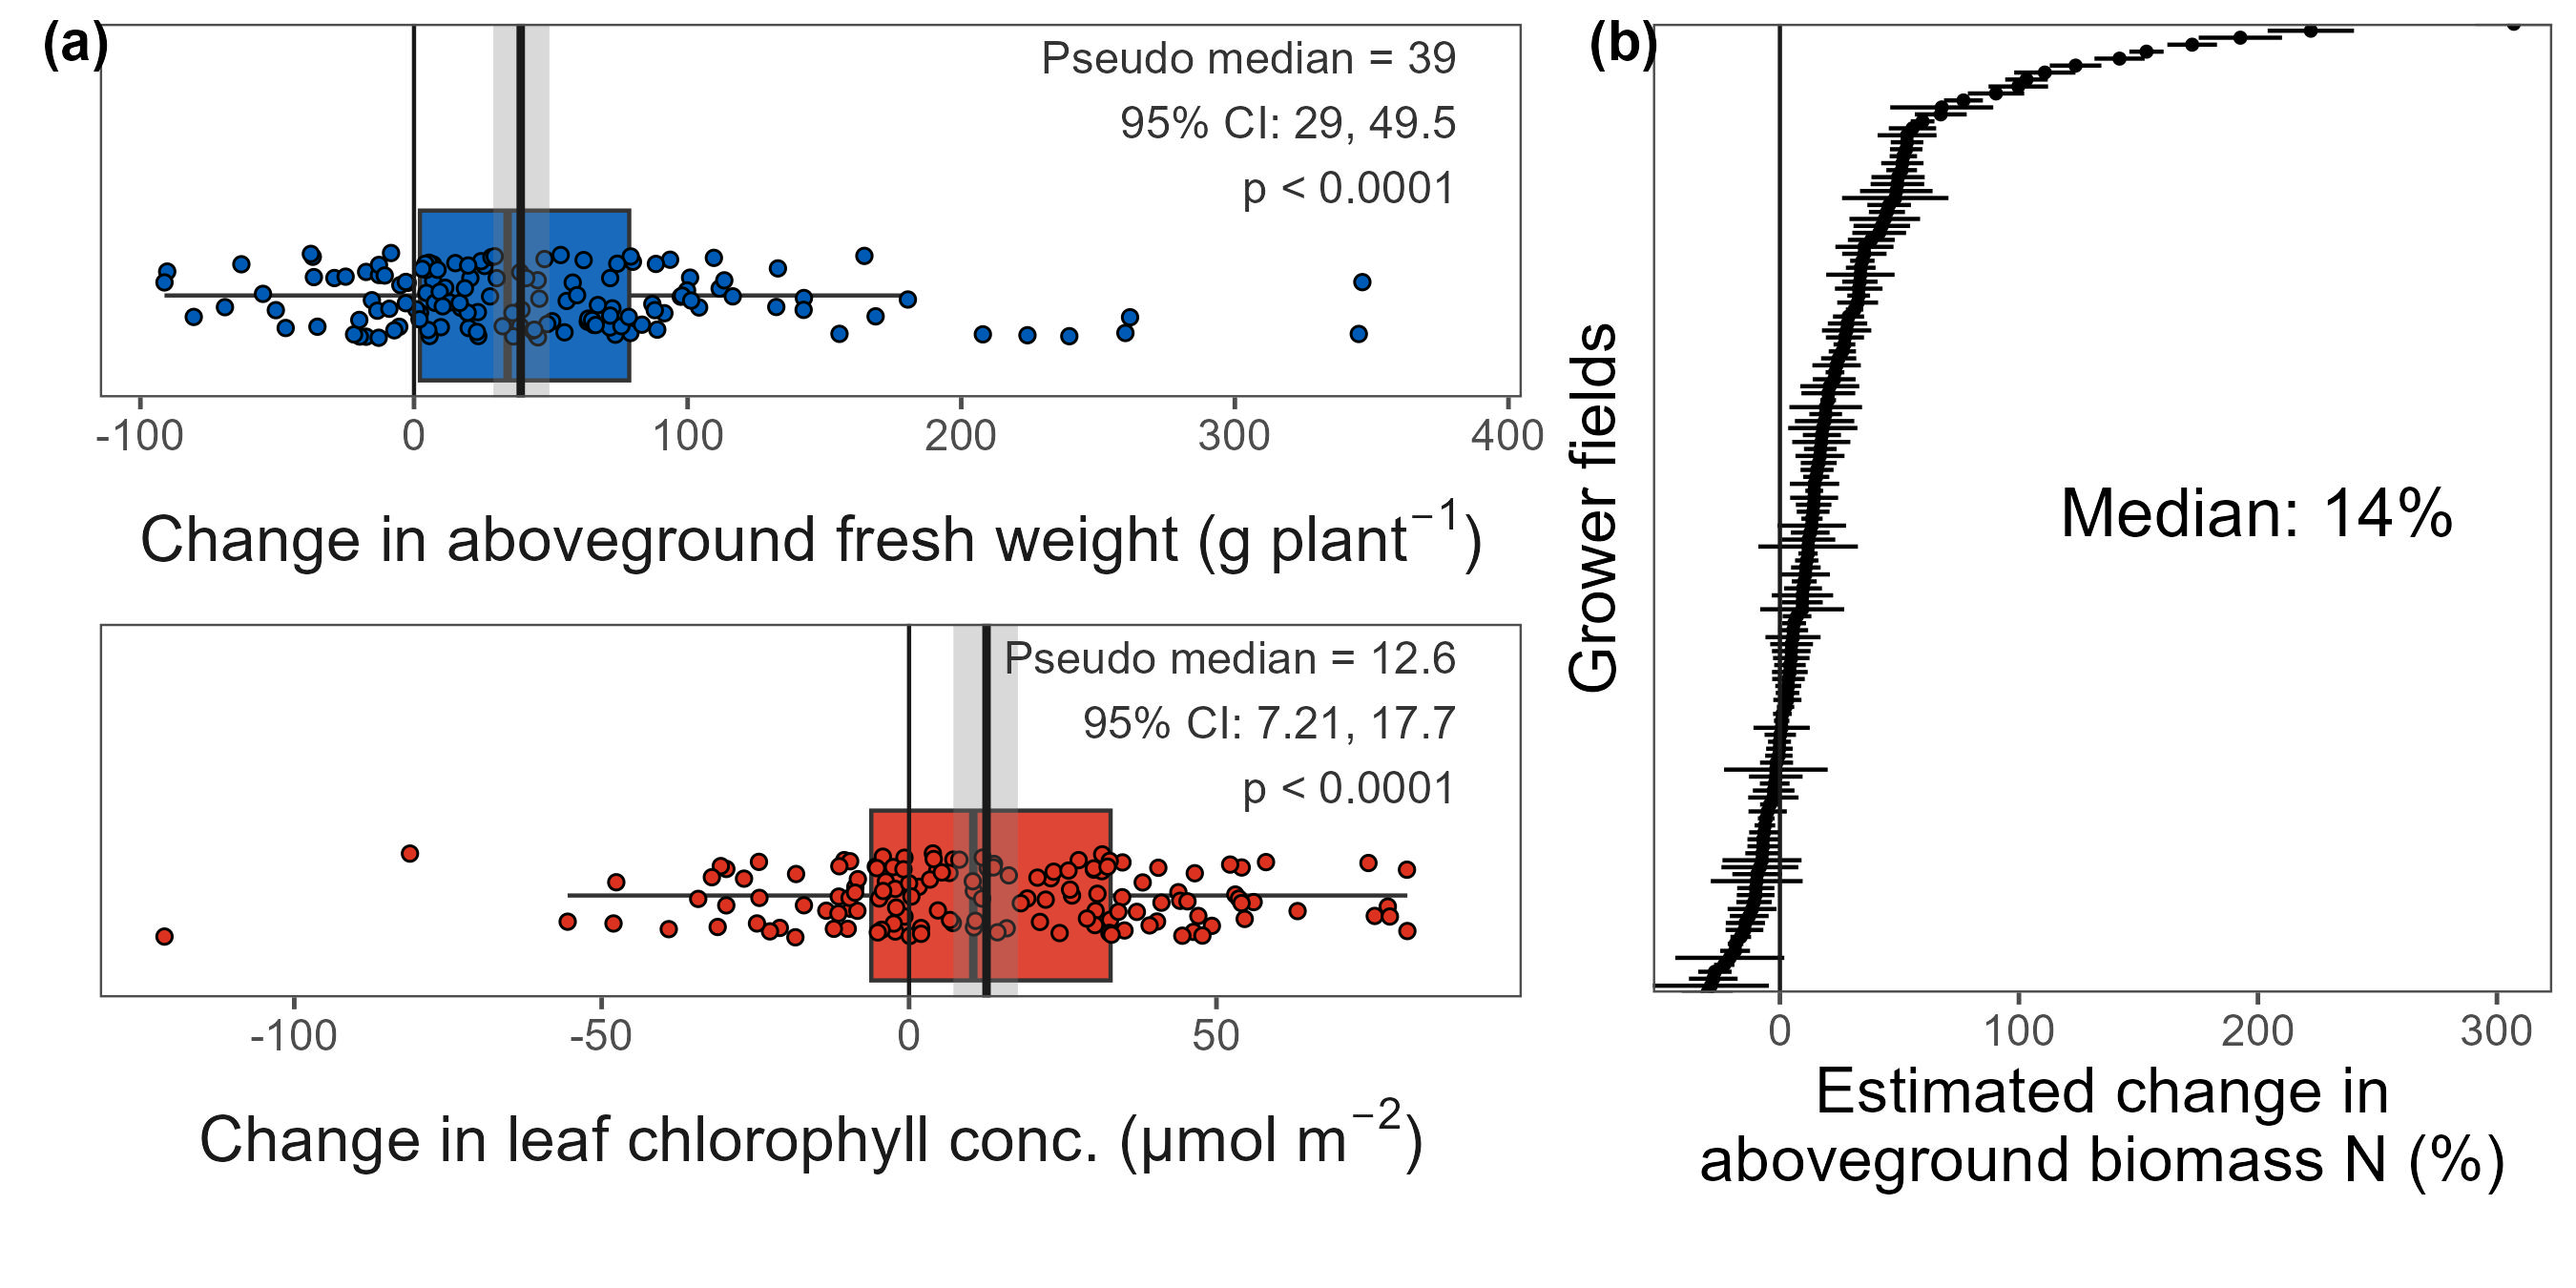 (a)
Pseudo median = 39
95% CI: 29, 49.5
p < 0.0001
-100 0 100 200 300 400
Change in aboveground fresh weight (g plant⁻¹)
Pseudo median = 12.6
95% CI: 7.21, 17.7
p < 0.0001
-100 -50 0 50
Change in leaf chlorophyll conc. (μmol m⁻²)
(b)
Grower fields
Median: 14%
0 100 200 300
Estimated change in
aboveground biomass N (%)